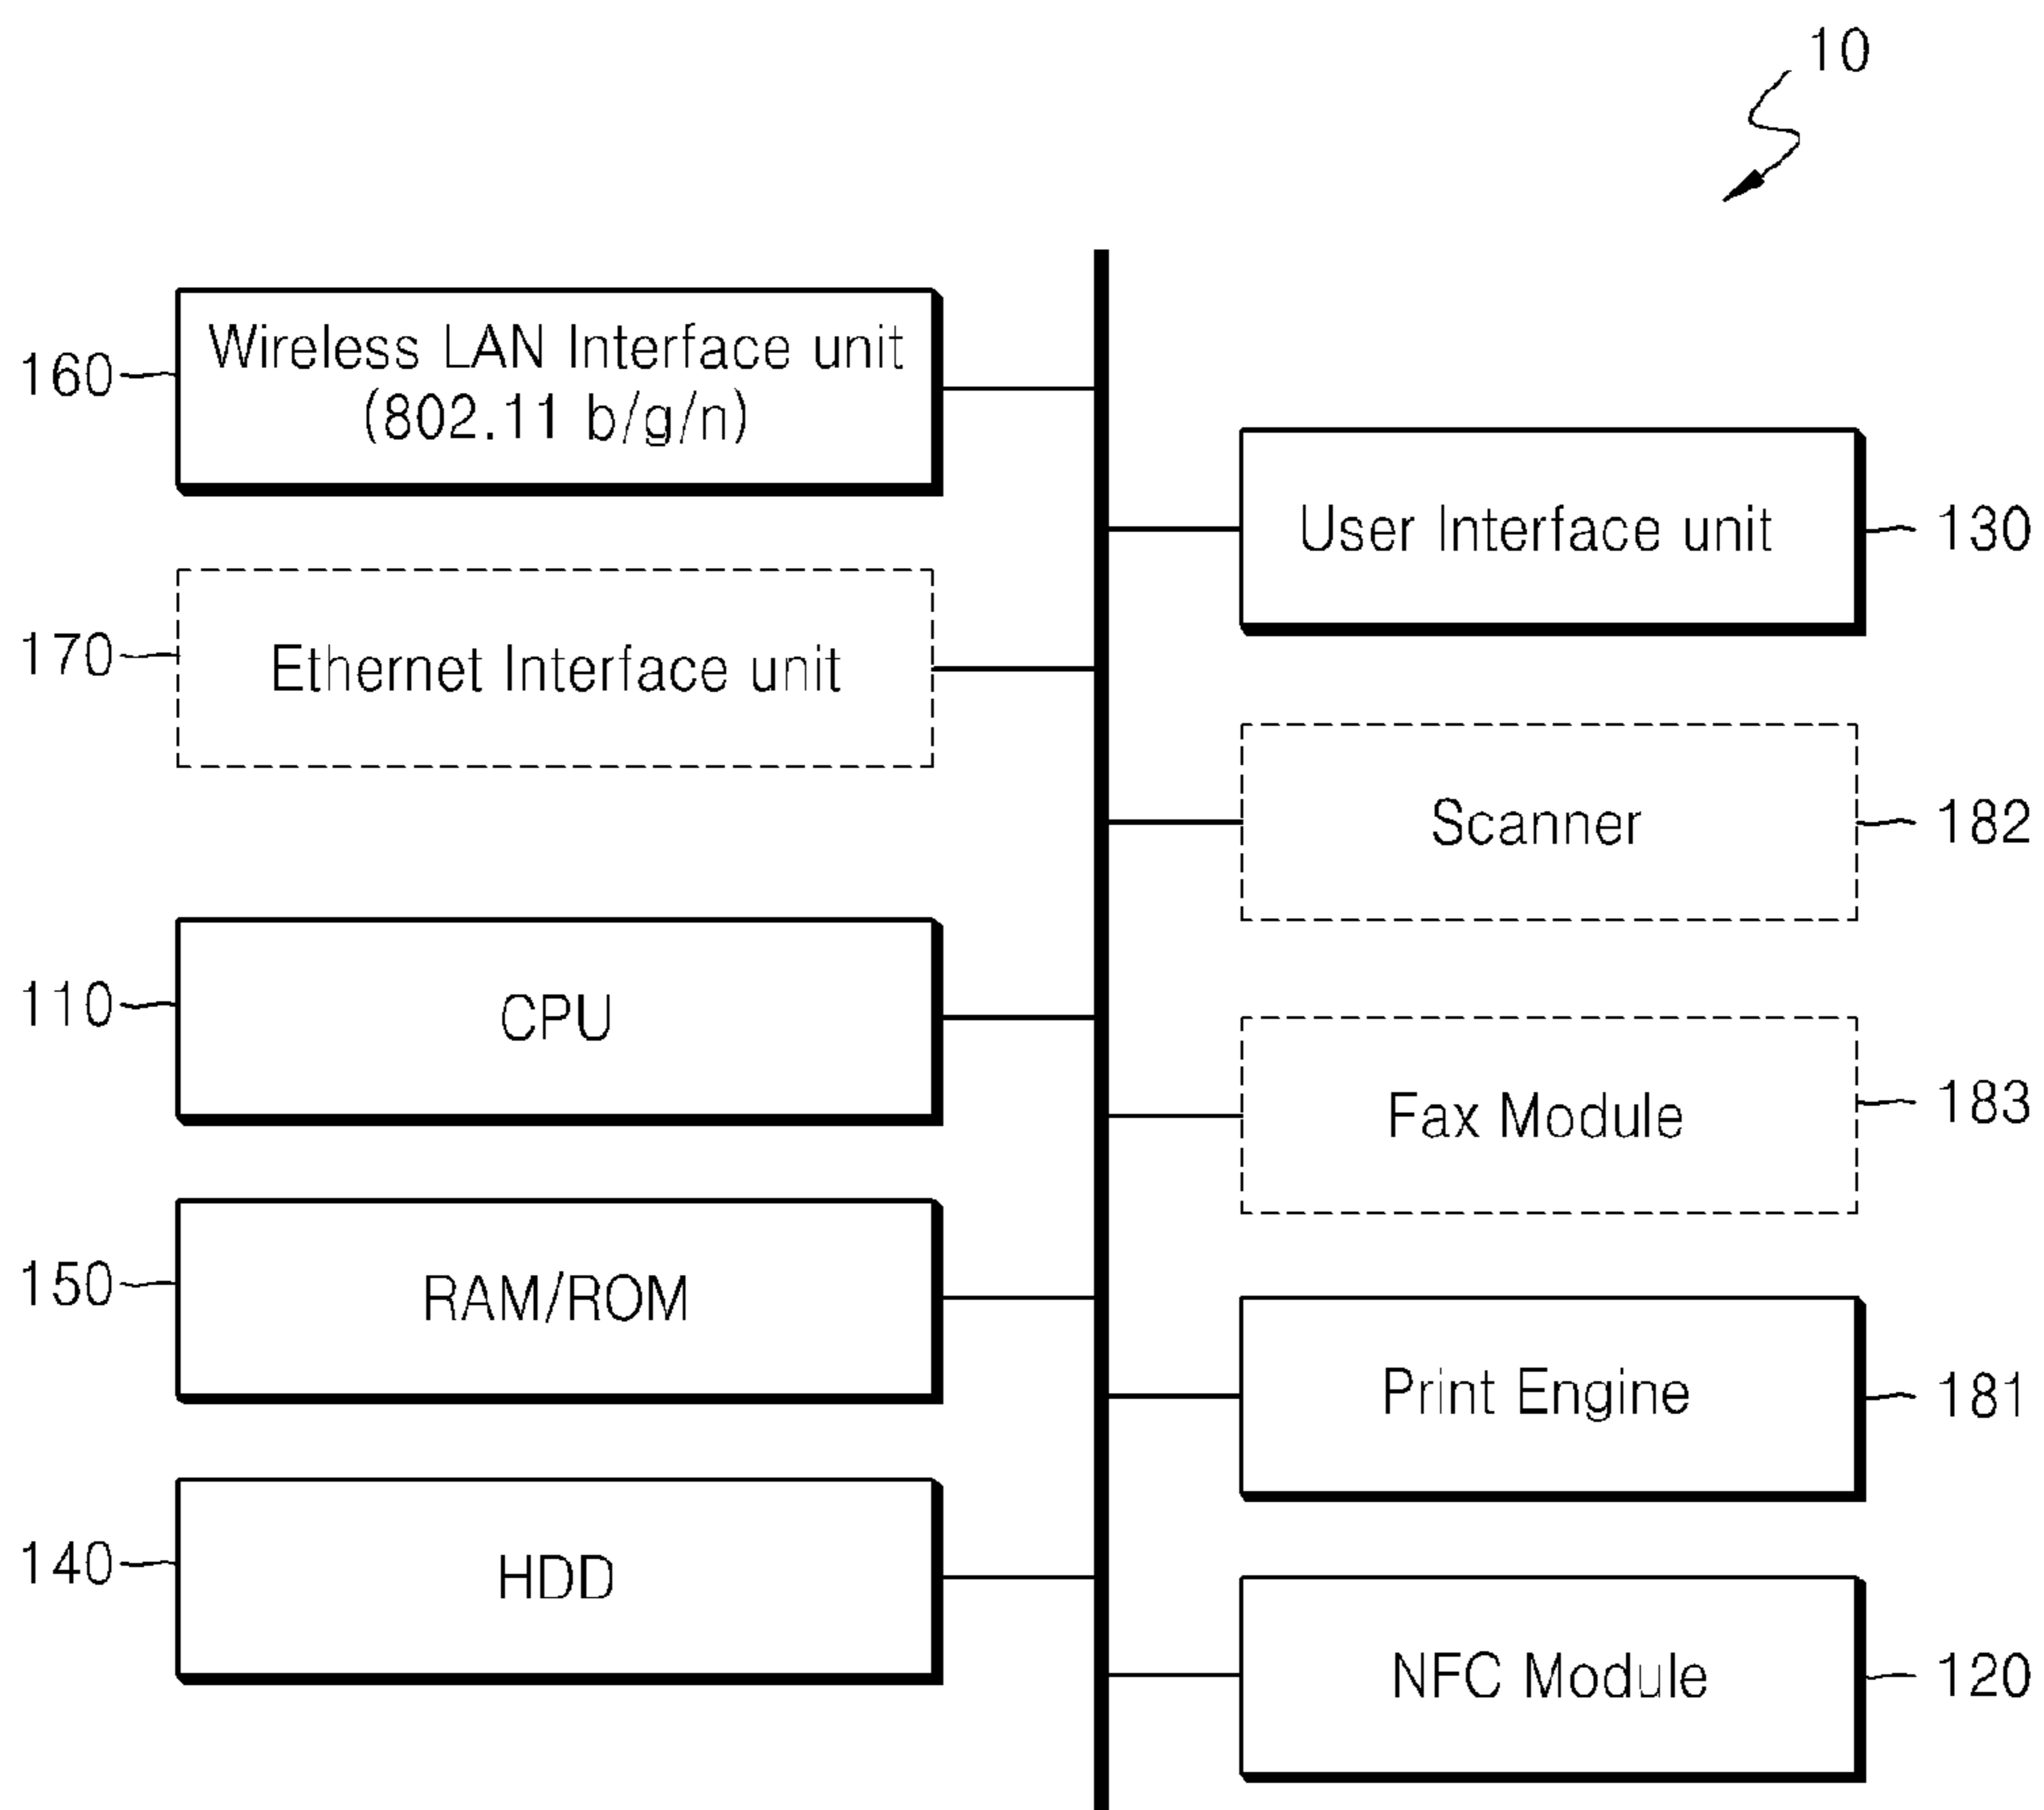 10
160
Wireless LAN Interface unit
(802.11 b/g/n)
170
Ethernet Interface unit
110
CPU
150
RAM/ROM
140
HDD
User Interface unit
130
Scanner
182
Fax Module
183
Print Engine
181
NFC Module
120